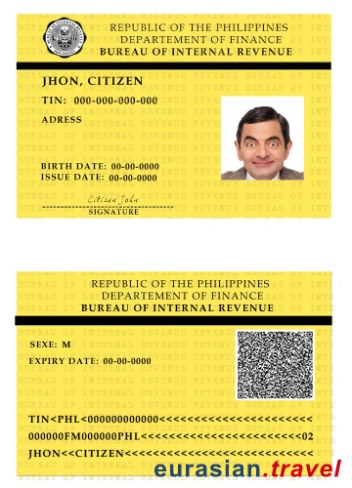 REPUBLIC OF THE PHILIPPINES
DEPARTEMENT OF FINANCE
BUREAU OF INTERNAL REVENUE
JHON, CITIZEN
TIN: 000-000-000-000
ADRESS
BIRTH DATE: 00-00-0000
ISSUE DATE: 00-00-0000
Citizen John
SIGNATURE
REPUBLIC OF THE PHILIPPINES
DEPARTEMENT OF FINANCE
BUREAU OF INTERNAL REVENUE
SEXE: M
EXPIRY DATE: 00-00-0000
TIN<PHL<000000000000<<<<<<<<<<<<<<<<<<<<<<
000000FM000000PHL<<<<<<<<<<<<<<<<<<<<<<<<02
JHON<<CITIZEN<<<<<<<<<<<<<<<<<<<<<<<<<<<
eurasian.travel